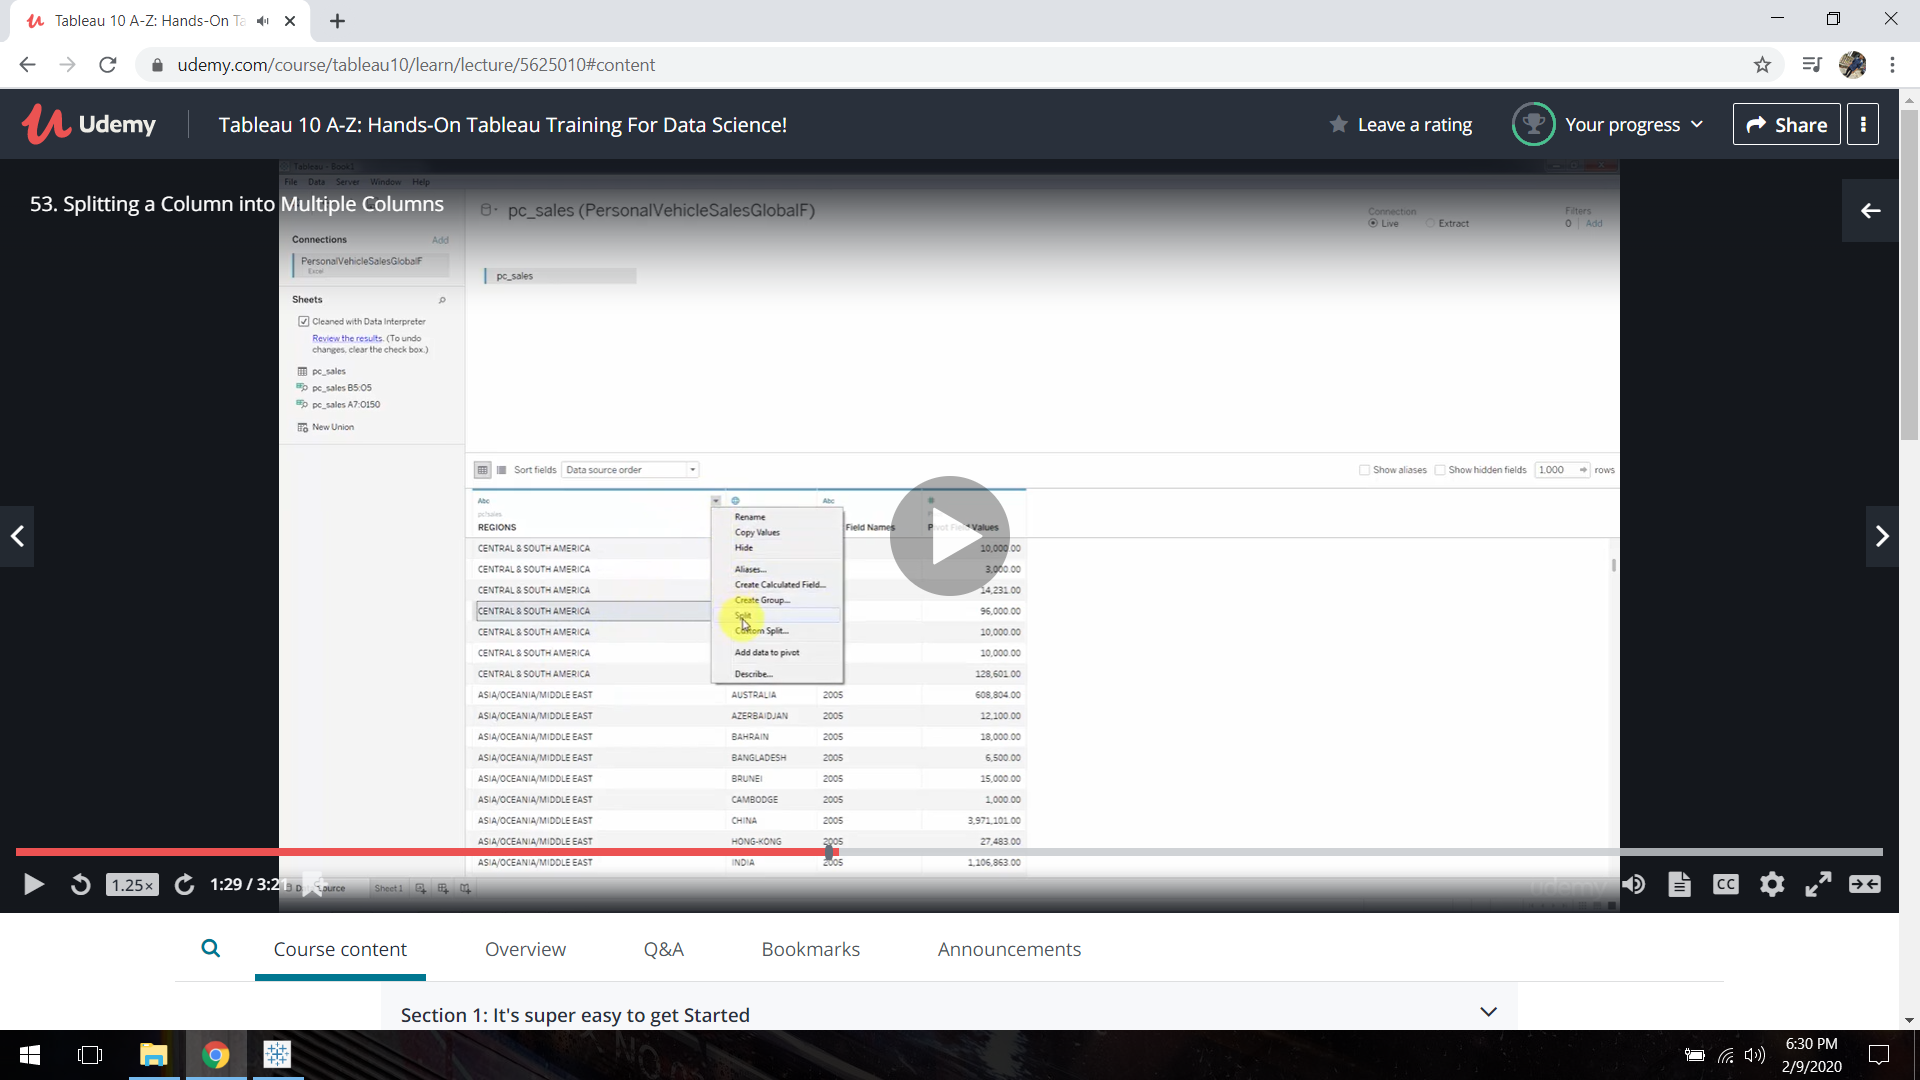 Tableau 10 A-Z: Hands-On Ta
udemy.com/course/tableau10/learn/lecture/5625010#content
Udemy
Tableau 10 A-Z: Hands-On Tableau Training For Data Science!
Leave a rating
Your progress
Share
Tableau - Book1
File Data Server Window Help
53. Splitting a Column into Multiple Columns
pc_sales (PersonalVehicleSalesGlobalF)
Connection
Live Extract
Filters
0 Add
Connections Add
PersonalVehicleSalesGlobalF
Excel
pc_sales
Sheets
Cleaned with Data Interpreter
Review the results. (To undo
changes, clear the check box.)
pc_sales
pc_sales B5:O5
pc_sales A7:O150
New Union
Sort fields Data source order
Show aliases Show hidden fields 1.000 rows
Abc Abc
REGIONS Field Names Pivot Field Values
Rename
Copy Values
Hide
Aliases...
Create Calculated Field...
Create Group...
Split
Custom Split...
Add data to pivot
Describe...
CENTRAL & SOUTH AMERICA 10,000.00
CENTRAL & SOUTH AMERICA 3,000.00
CENTRAL & SOUTH AMERICA 14,231.00
CENTRAL & SOUTH AMERICA 96,000.00
CENTRAL & SOUTH AMERICA 10,000.00
CENTRAL & SOUTH AMERICA 10,000.00
CENTRAL & SOUTH AMERICA 128,601.00
ASIA/OCEANIA/MIDDLE EAST AUSTRALIA 2005 608,804.00
ASIA/OCEANIA/MIDDLE EAST AZERBAIDJAN 2005 12,100.00
ASIA/OCEANIA/MIDDLE EAST BAHRAIN 2005 18,000.00
ASIA/OCEANIA/MIDDLE EAST BANGLADESH 2005 6,500.00
ASIA/OCEANIA/MIDDLE EAST BRUNEI 2005 15,000.00
ASIA/OCEANIA/MIDDLE EAST CAMBODGE 2005 1,000.00
ASIA/OCEANIA/MIDDLE EAST CHINA 2005 3,971,101.00
ASIA/OCEANIA/MIDDLE EAST HONG-KONG 2005 27,483.00
ASIA/OCEANIA/MIDDLE EAST INDIA 2005 1,106,863.00
1.25× 1:29 / 3:21
Sheet 1
udemy
CC
Course content Overview Q&A Bookmarks Announcements
Section 1: It's super easy to get Started
6:30 PM
2/9/2020